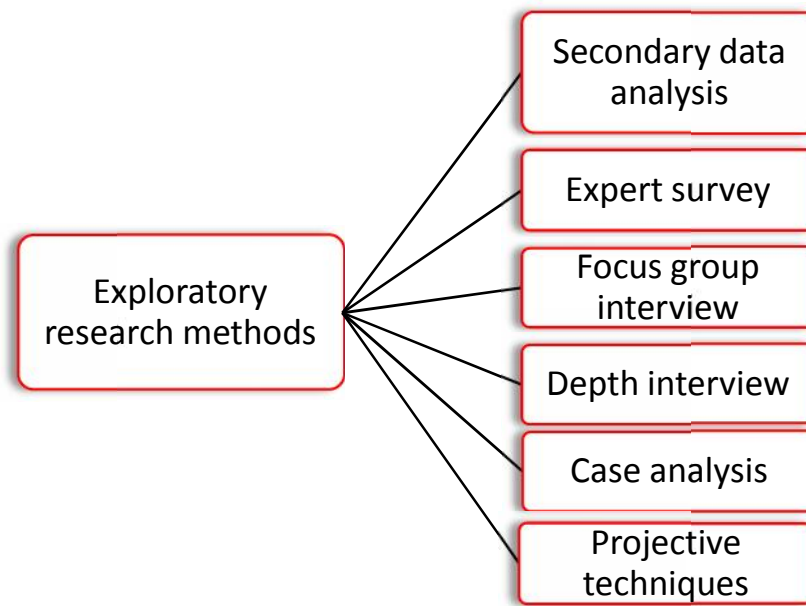 Exploratory
research methods
Secondary data
analysis
Expert survey
Focus group
interview
Depth interview
Case analysis
Projective
techniques